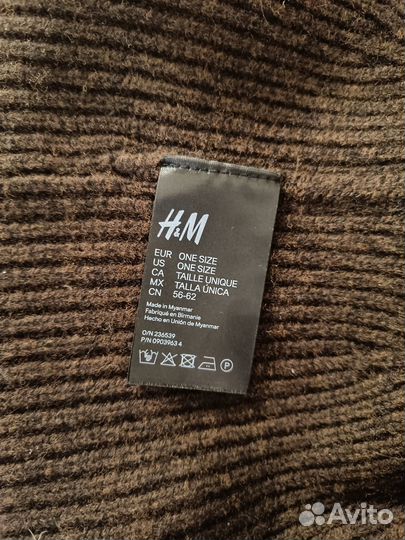 H&M
EUR ONE SIZE
US ONE SIZE
CA TAILLE UNIQUE
MX TALLA ÚNICA
CN 56-62
Made in Myanmar
Fabriqué en Birmanie
Hecho en Unión de Myanmar
O/N 236539
P/N 0903963 4
P
Avito